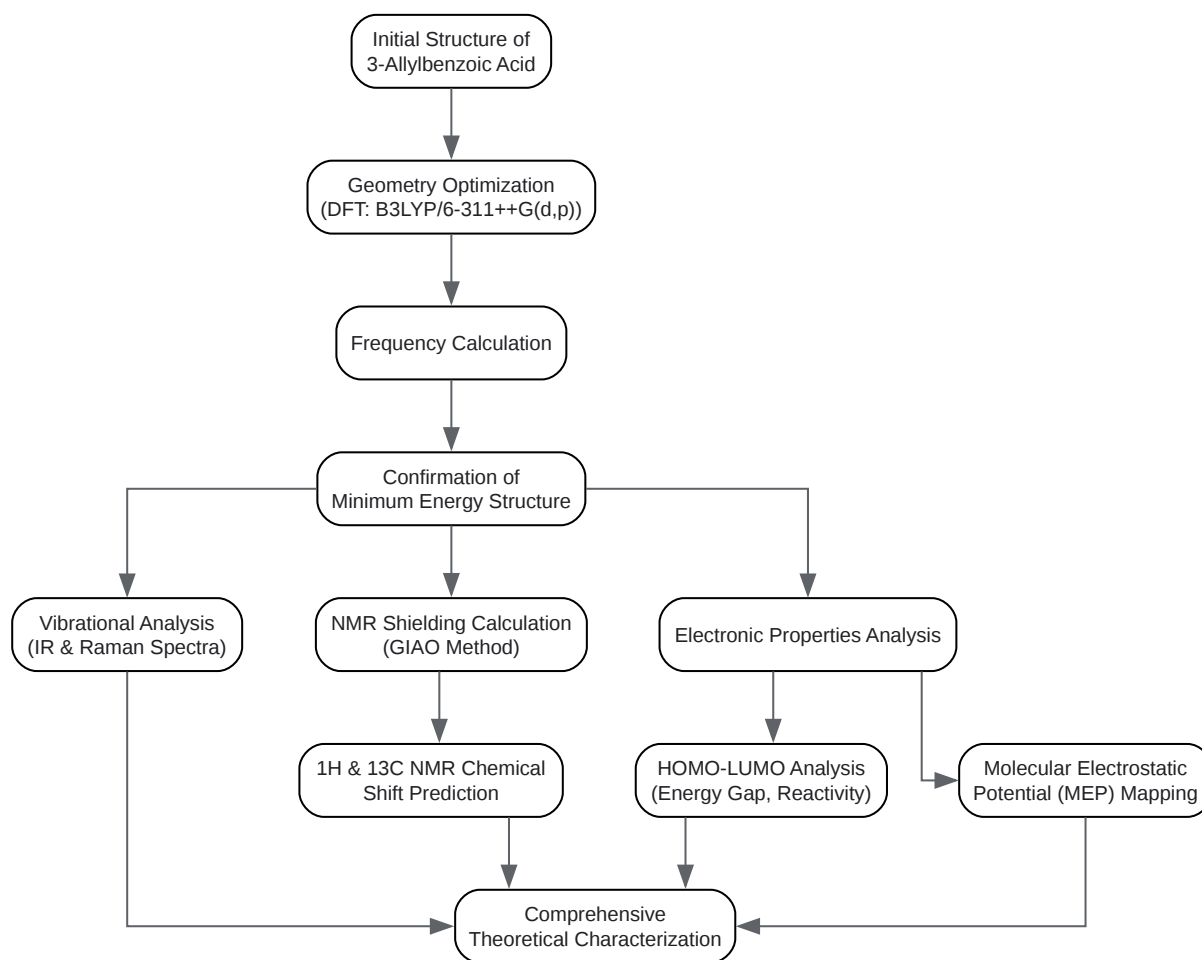 Initial Structure of
3-Allylbenzoic Acid
Geometry Optimization
(DFT: B3LYP/6-311++G(d,p))
Frequency Calculation
Confirmation of
Minimum Energy Structure
Vibrational Analysis
(IR & Raman Spectra)
NMR Shielding Calculation
(GIAO Method)
Electronic Properties Analysis
1H & 13C NMR Chemical
Shift Prediction
HOMO-LUMO Analysis
(Energy Gap, Reactivity)
Molecular Electrostatic
Potential (MEP) Mapping
Comprehensive
Theoretical Characterization